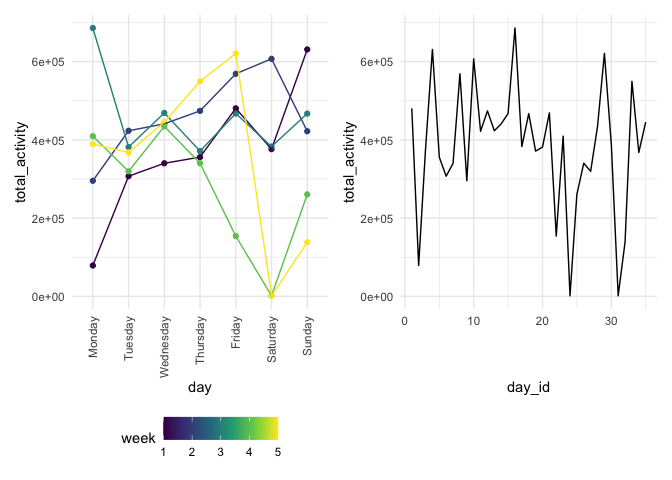 total_activity
6e+05
4e+05
2e+05
0e+00
Monday
Tuesday
Wednesday
Thursday
Friday
Saturday
Sunday
day
week
1 2 3 4 5
total_activity
6e+05
4e+05
2e+05
0e+00
0 10 20 30
day_id